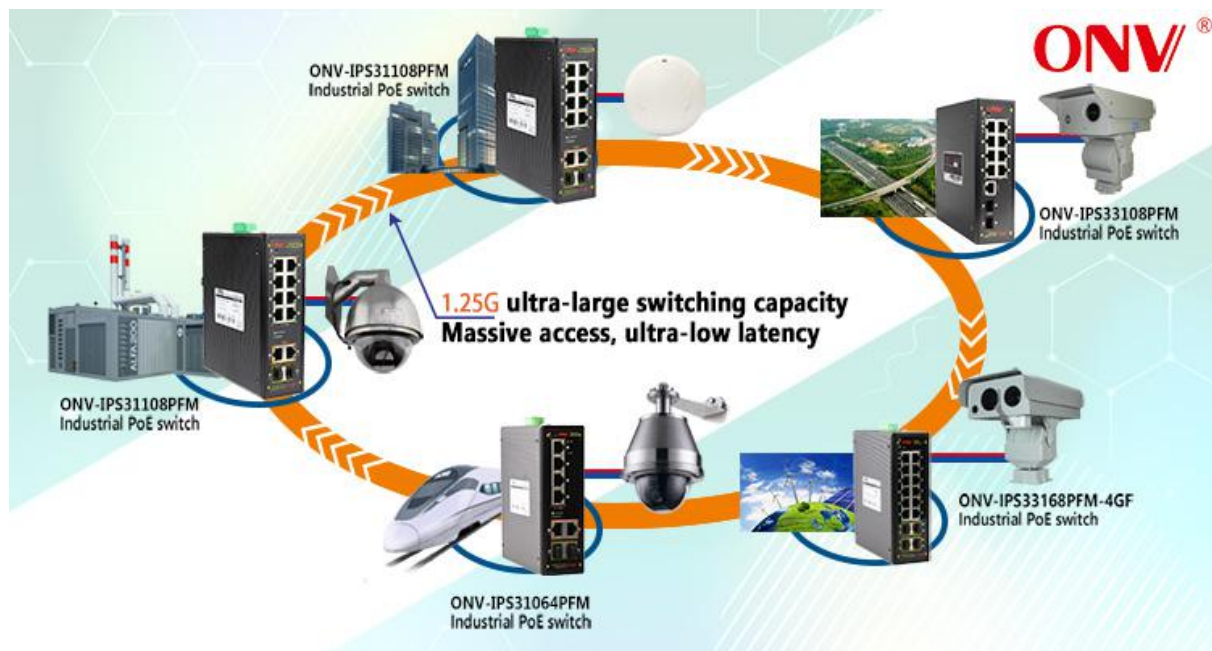 ONV®
ONV-IPS31108PFM
Industrial PoE switch
ONV-IPS33108PFM
Industrial PoE switch
1.25G ultra-large switching capacity
Massive access, ultra-low latency
ALFA200
ONV-IPS31108PFM
Industrial PoE switch
ONV-IPS33168PFM-4GF
Industrial PoE switch
ONV-IPS31064PFM
Industrial PoE switch